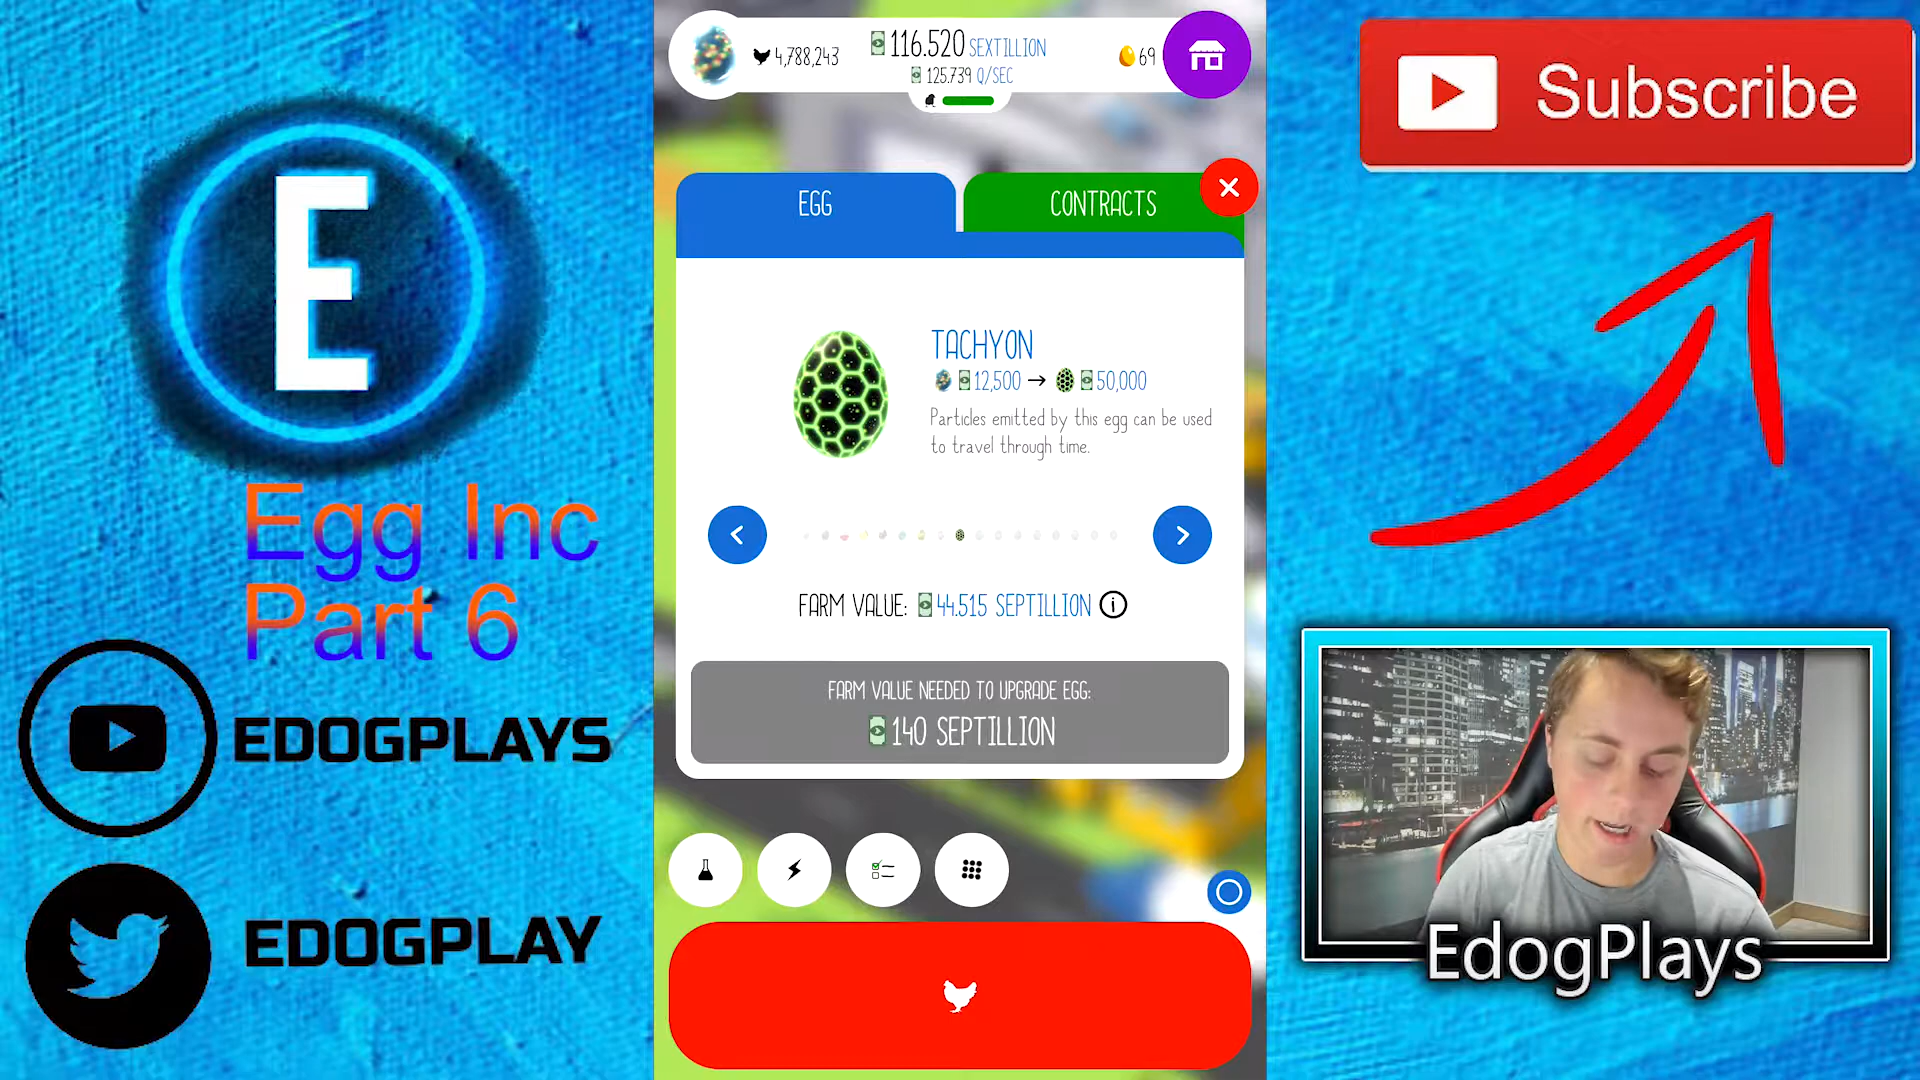 E
Egg Inc
Part 6
EDOGPLAYS
EDOGPLAY
4,788,243
116.520 SEXTILLION
125.739 Q/SEC
69
EGG
CONTRACTS
TACHYON
12,500 → 50,000
Particles emitted by this egg can be used
to travel through time.
FARM VALUE: 44.515 SEPTILLION
FARM VALUE NEEDED TO UPGRADE EGG:
140 SEPTILLION
Subscribe
EdogPlays